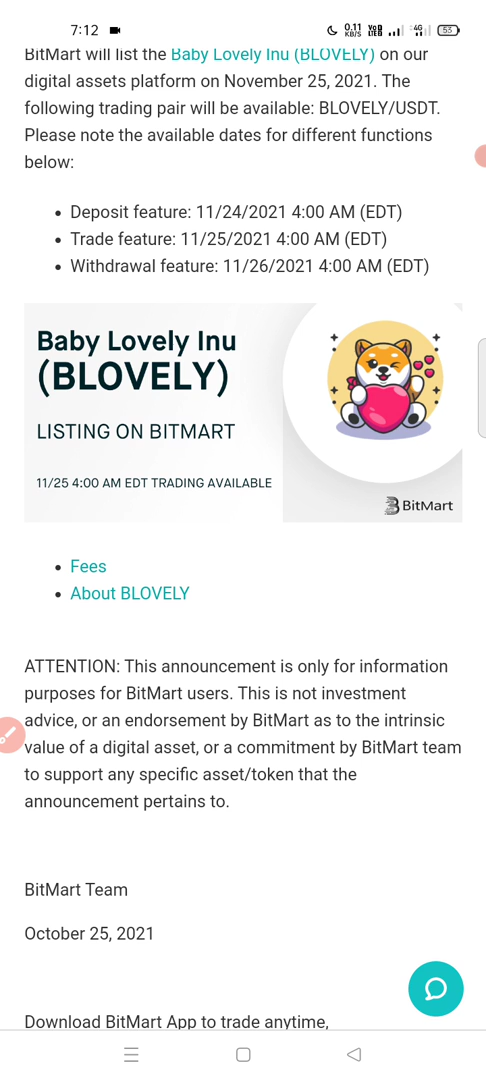 7:12
0.11 KB/S VoD LTE2 4G 53
BitMart will list the Baby Lovely Inu (BLOVELY) on our
digital assets platform on November 25, 2021. The
following trading pair will be available: BLOVELY/USDT.
Please note the available dates for different functions
below:
• Deposit feature: 11/24/2021 4:00 AM (EDT)
• Trade feature: 11/25/2021 4:00 AM (EDT)
• Withdrawal feature: 11/26/2021 4:00 AM (EDT)
Baby Lovely Inu
(BLOVELY)
LISTING ON BITMART
11/25 4:00 AM EDT TRADING AVAILABLE
BitMart
• Fees
• About BLOVELY
ATTENTION: This announcement is only for information
purposes for BitMart users. This is not investment
advice, or an endorsement by BitMart as to the intrinsic
value of a digital asset, or a commitment by BitMart team
to support any specific asset/token that the
announcement pertains to.
BitMart Team
October 25, 2021
Download BitMart App to trade anytime,